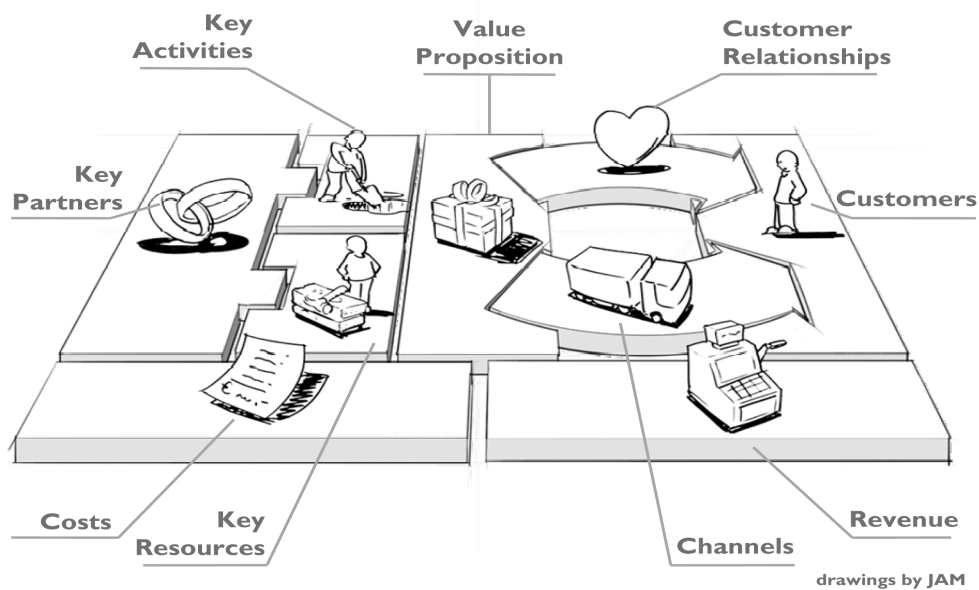 Key
Activities
Value
Proposition
Customer
Relationships
Key
Partners
Customers
Costs
Key
Resources
Channels
Revenue
drawings by JAM